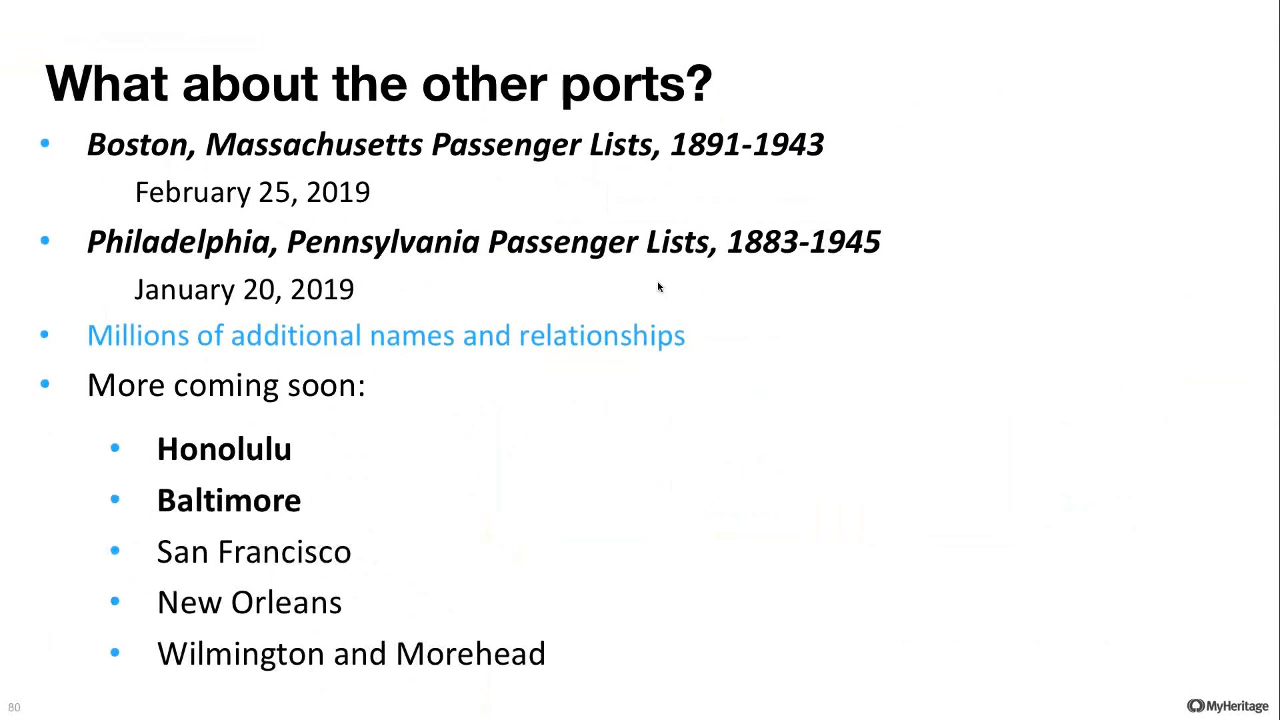 What about the other ports?
• Boston, Massachusetts Passenger Lists, 1891-1943
February 25, 2019
• Philadelphia, Pennsylvania Passenger Lists, 1883-1945
January 20, 2019
• Millions of additional names and relationships
• More coming soon:
• Honolulu
• Baltimore
• San Francisco
• New Orleans
• Wilmington and Morehead
80
MyHeritage